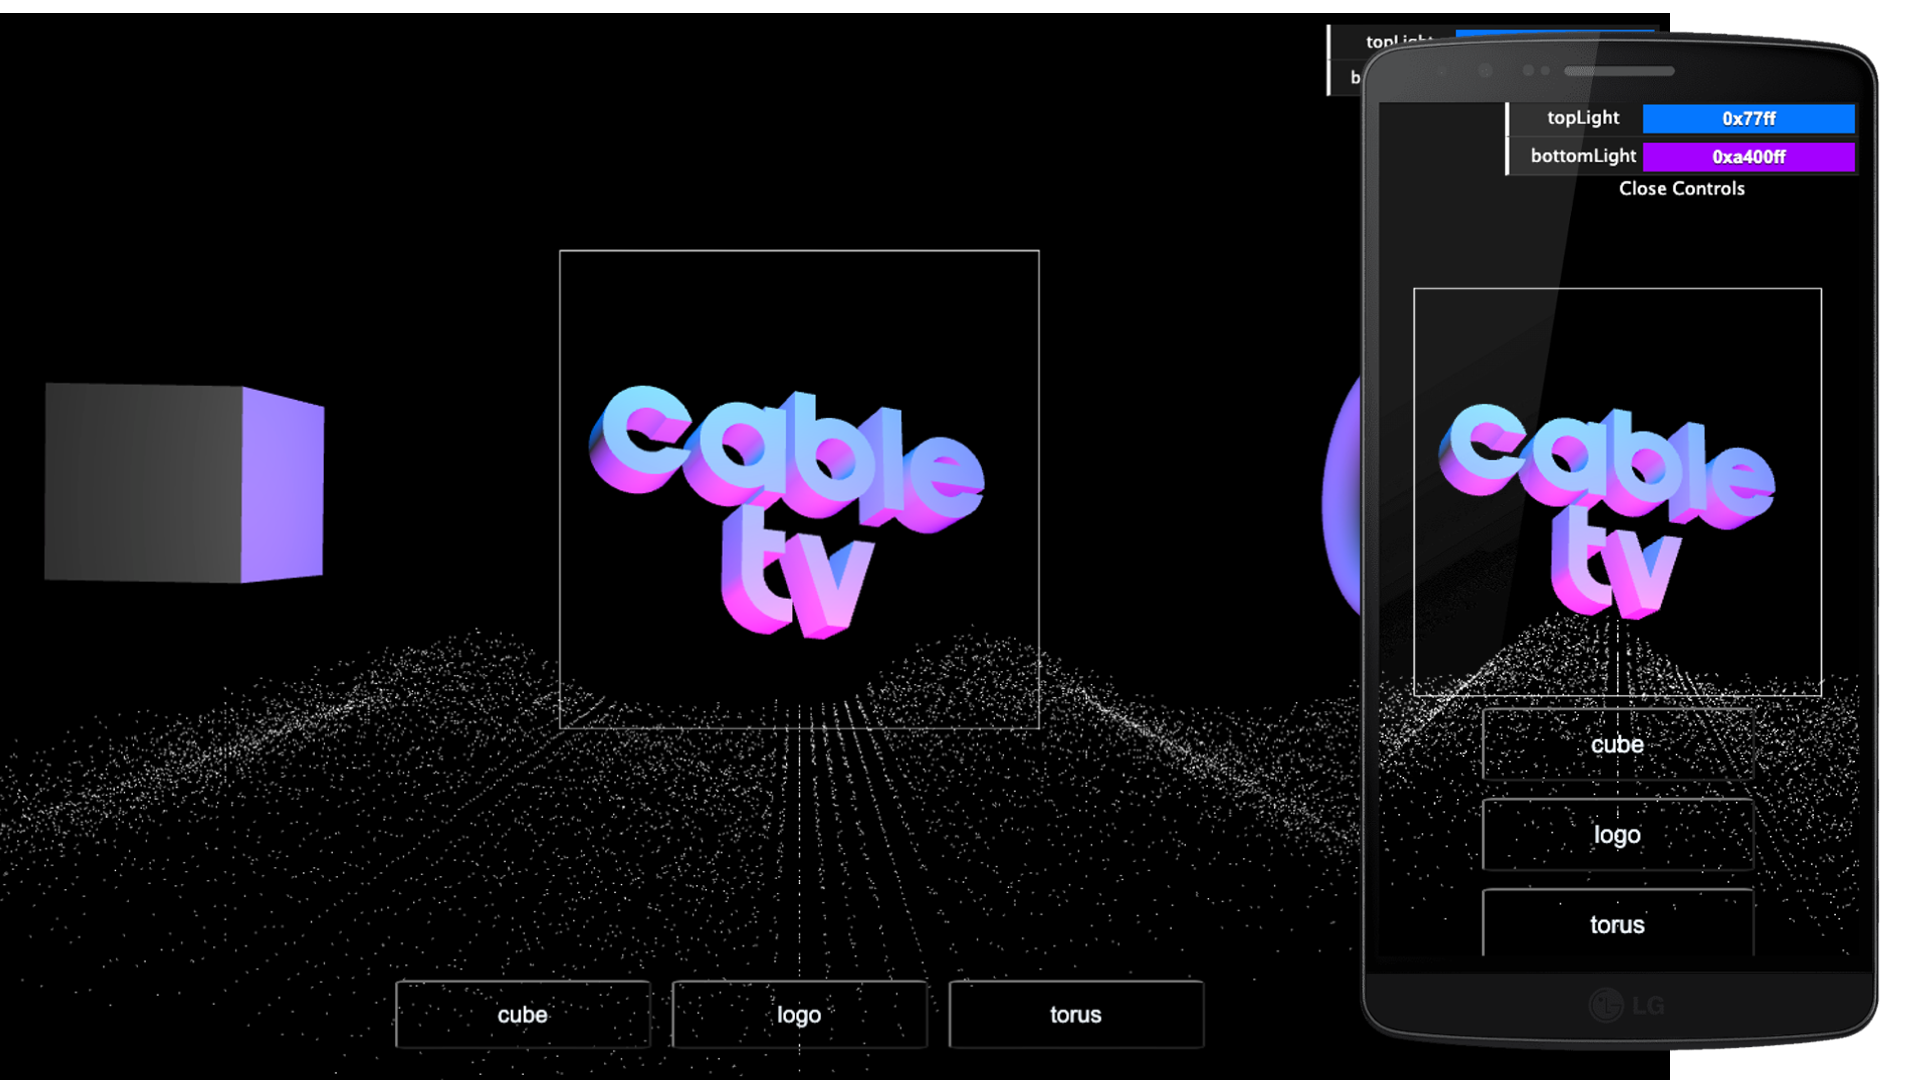 topLight
b
cable
tv
cube
logo
torus
topLight 0x77ff
bottomLight 0xa400ff
Close Controls
cable
tv
cube
logo
torus
LG